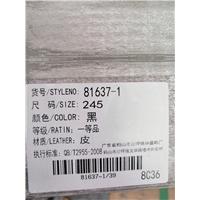 货号/STYLENO: 81637-1
尺 码/SIZE: 245
颜色/COLOR: 黑
等级/RATIN: 一等品
材质/LEATHER: 皮
执行标准: QB/T2955-2008
81637-1/39
8C36